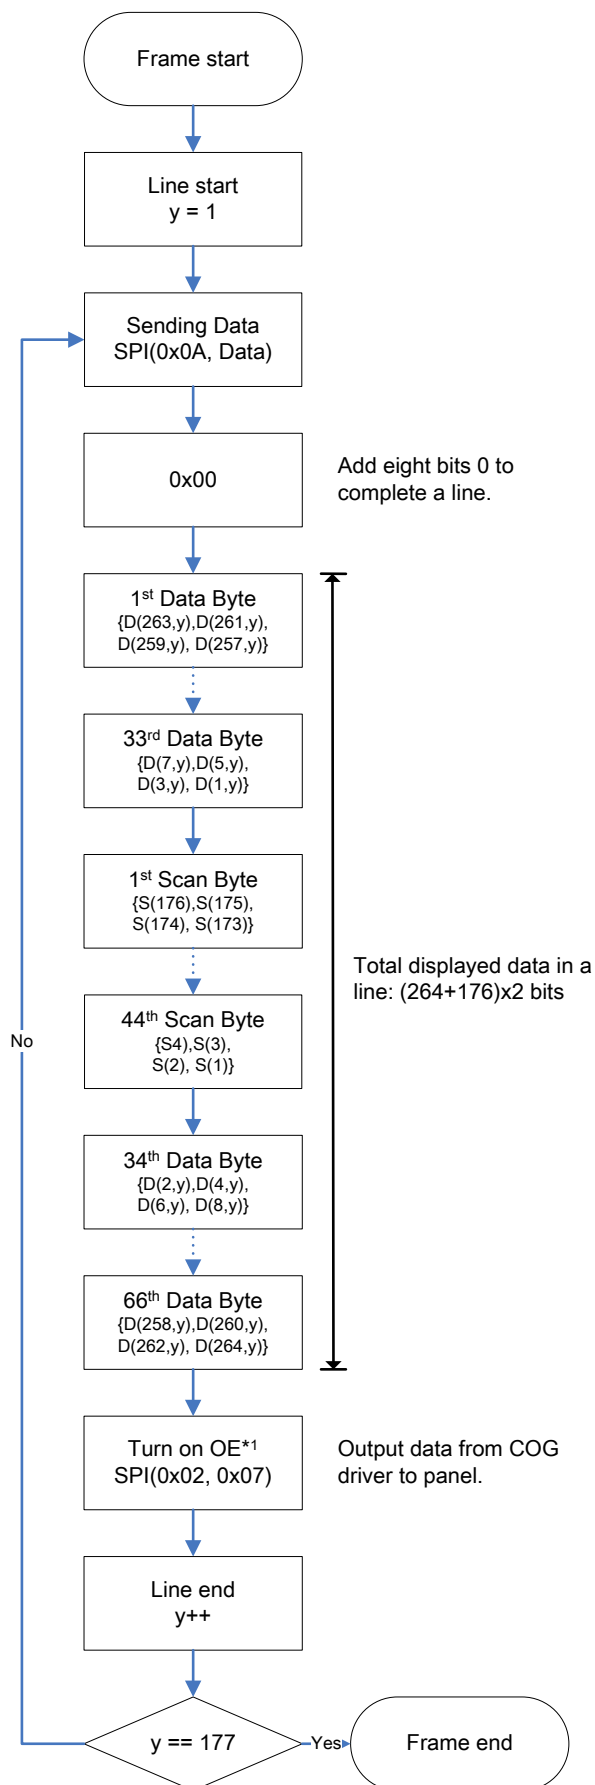 Frame start
Line start
y = 1
Sending Data
SPI(0x0A, Data)
0x00
Add eight bits 0 to
complete a line.
1st Data Byte
{D(263,y),D(261,y),
D(259,y), D(257,y)}
33rd Data Byte
{D(7,y),D(5,y),
D(3,y), D(1,y)}
1st Scan Byte
{S(176),S(175),
S(174), S(173)}
Total displayed data in a
line: (264+176)x2 bits
44th Scan Byte
{S4),S(3),
S(2), S(1)}
No
34th Data Byte
{D(2,y),D(4,y),
D(6,y), D(8,y)}
66th Data Byte
{D(258,y),D(260,y),
D(262,y), D(264,y)}
Turn on OE*1
SPI(0x02, 0x07)
Output data from COG
driver to panel.
Line end
y++
y == 177
Yes
Frame end